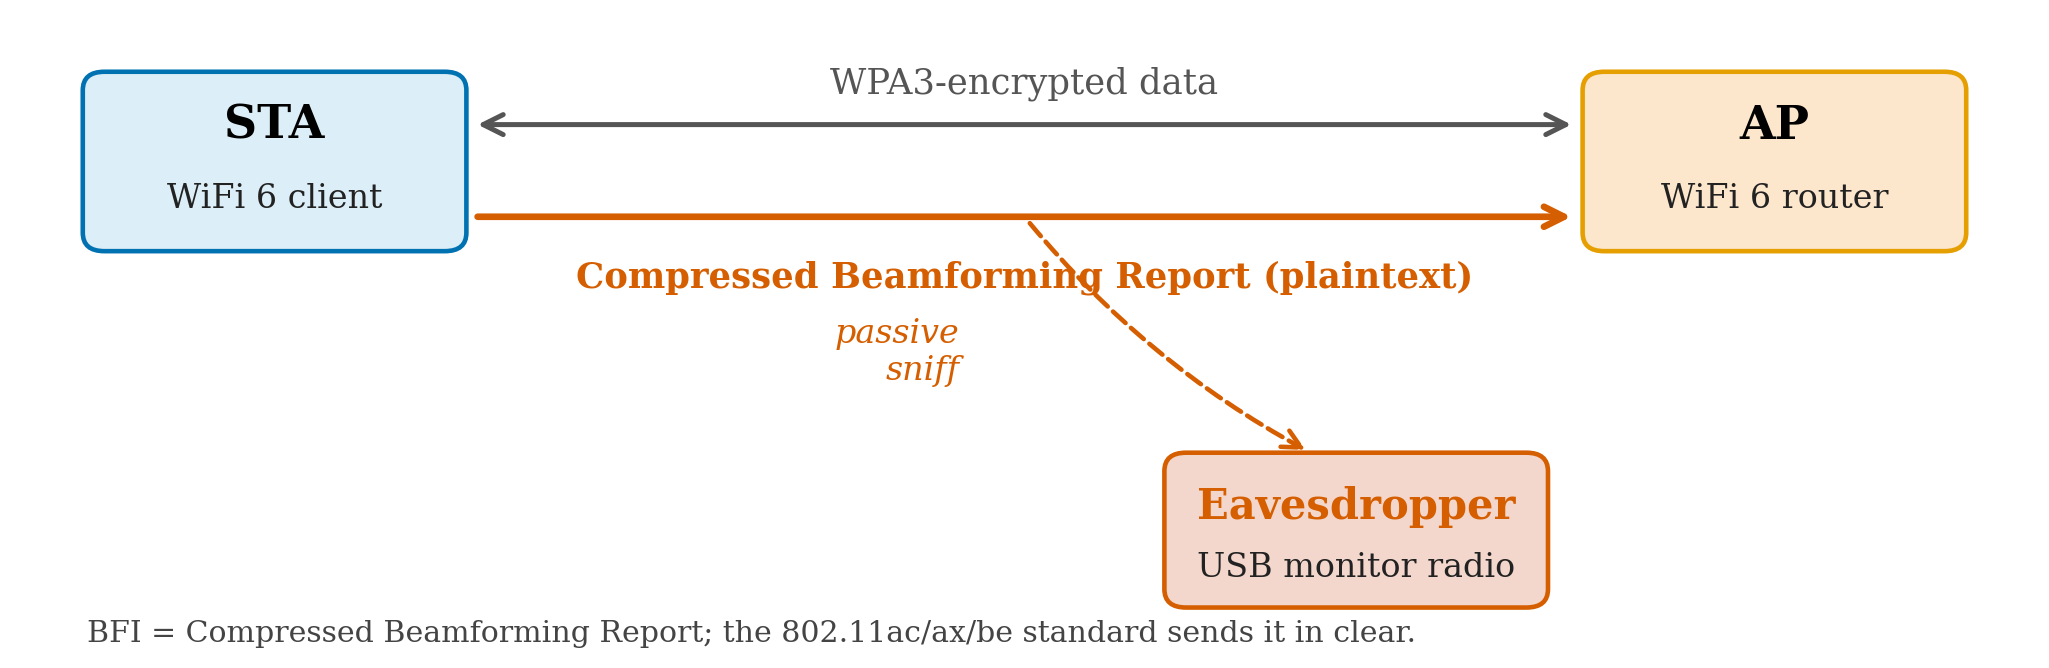 WPA3-encrypted data
STA
WiFi 6 client
AP
WiFi 6 router
Compressed Beamforming Report (plaintext)
passive
sniff
Eavesdropper
USB monitor radio
BFI = Compressed Beamforming Report; the 802.11ac/ax/be standard sends it in clear.